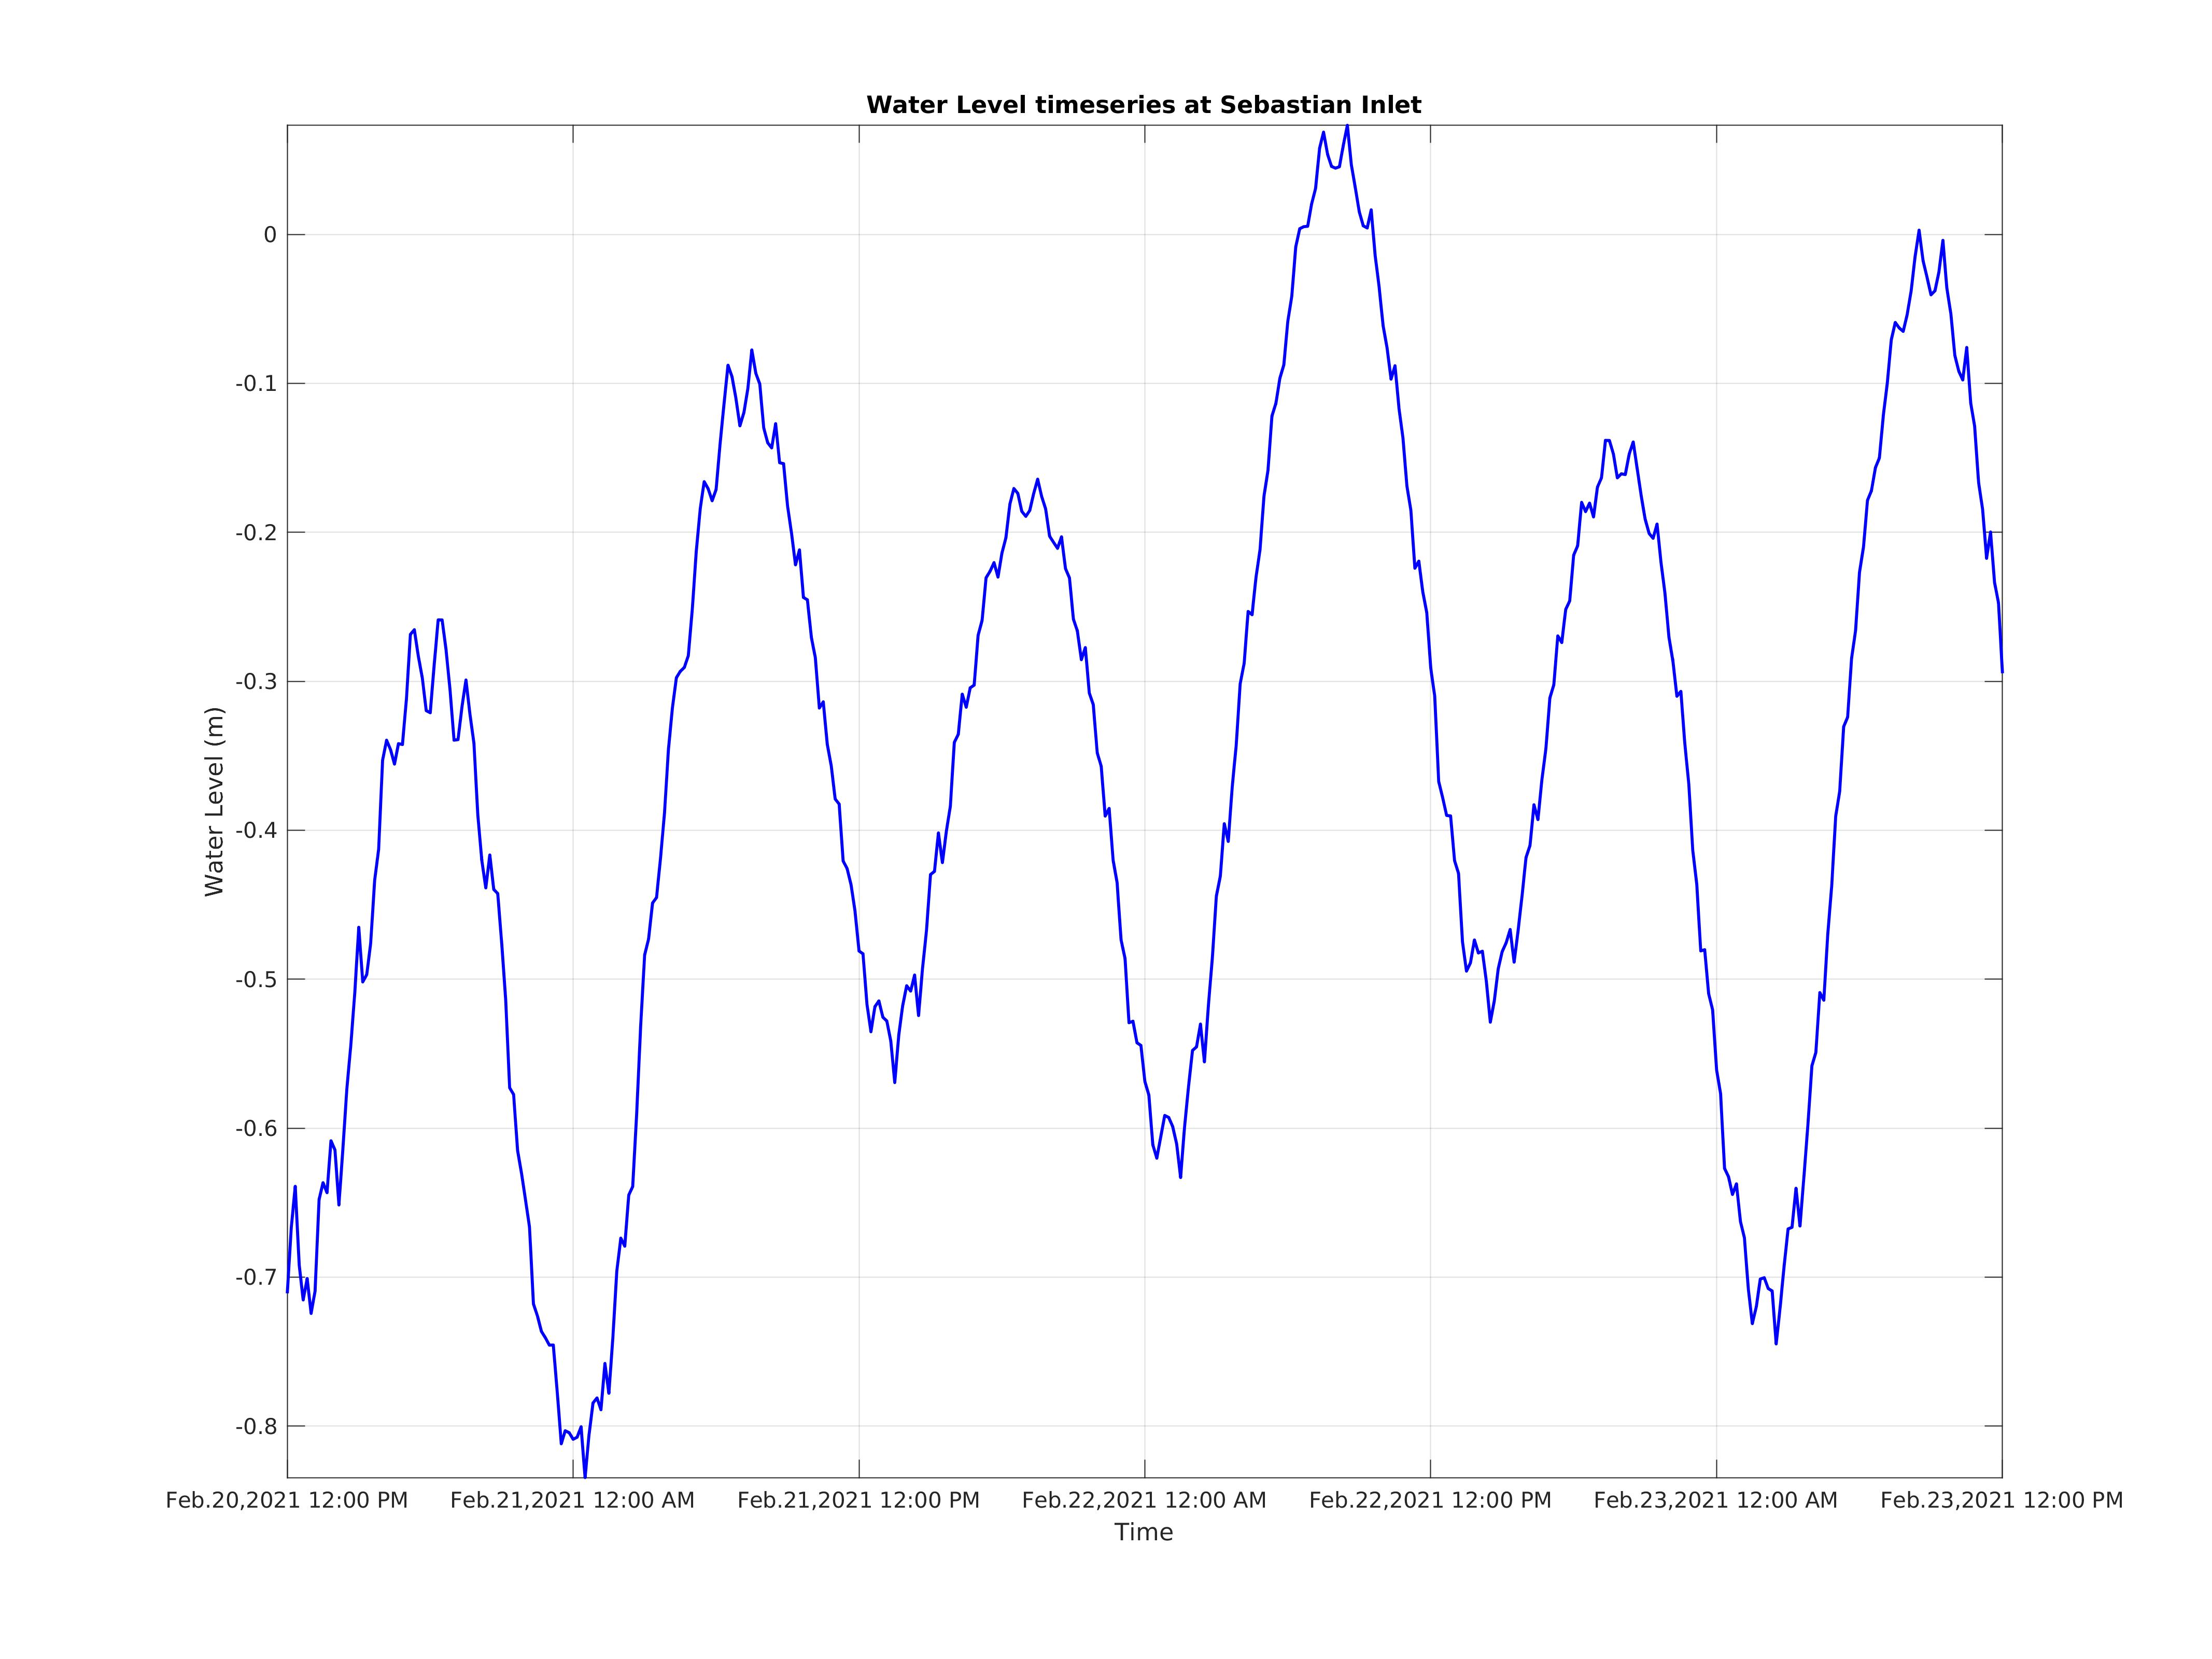 Water Level timeseries at Sebastian Inlet
0
-0.1
-0.2
-0.3
-0.4
-0.5
-0.6
-0.7
-0.8
Water Level (m)
Feb.20,2021 12:00 PM Feb.21,2021 12:00 AM Feb.21,2021 12:00 PM Feb.22,2021 12:00 AM Feb.22,2021 12:00 PM Feb.23,2021 12:00 AM Feb.23,2021 12:00 PM
Time